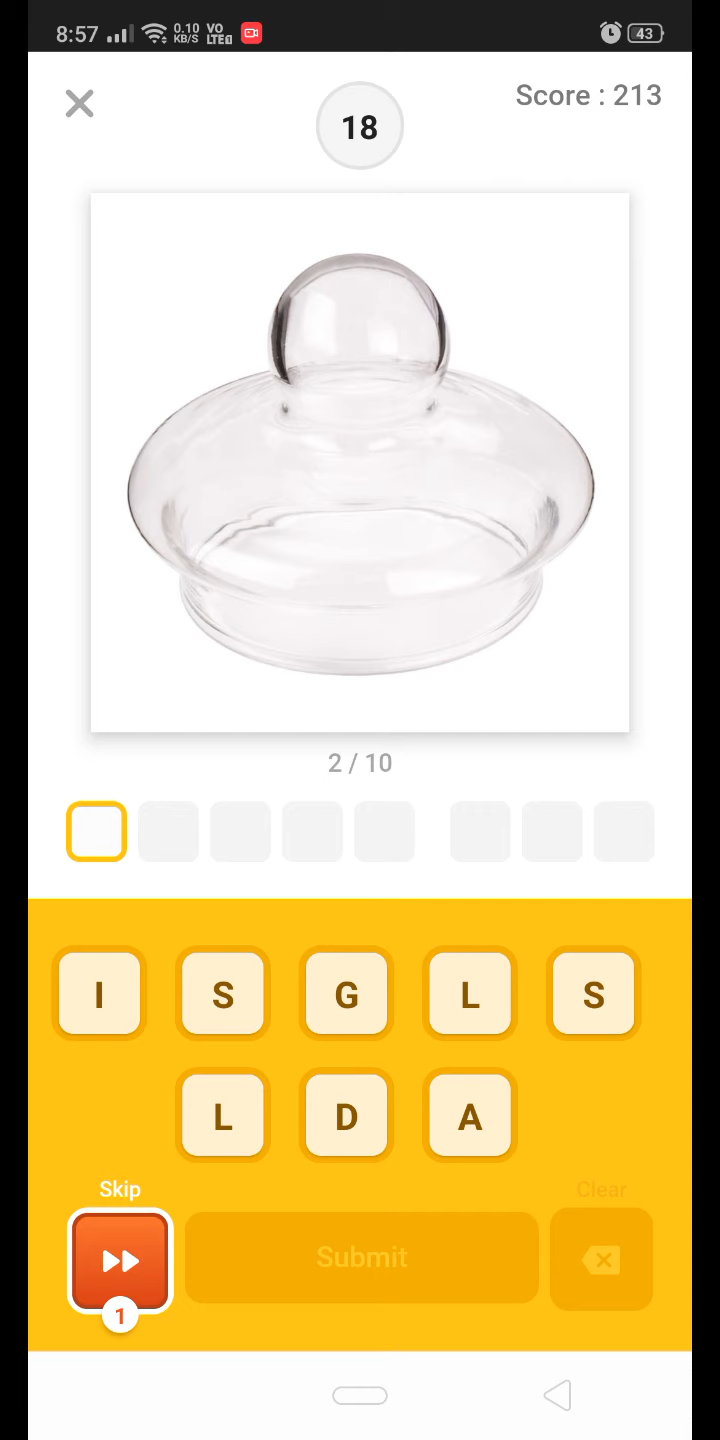 8:57 0.10 KB/S VO LTE 43
Score : 213
18
2 / 10
I S G L S
L D A
Skip
Clear
Submit
1